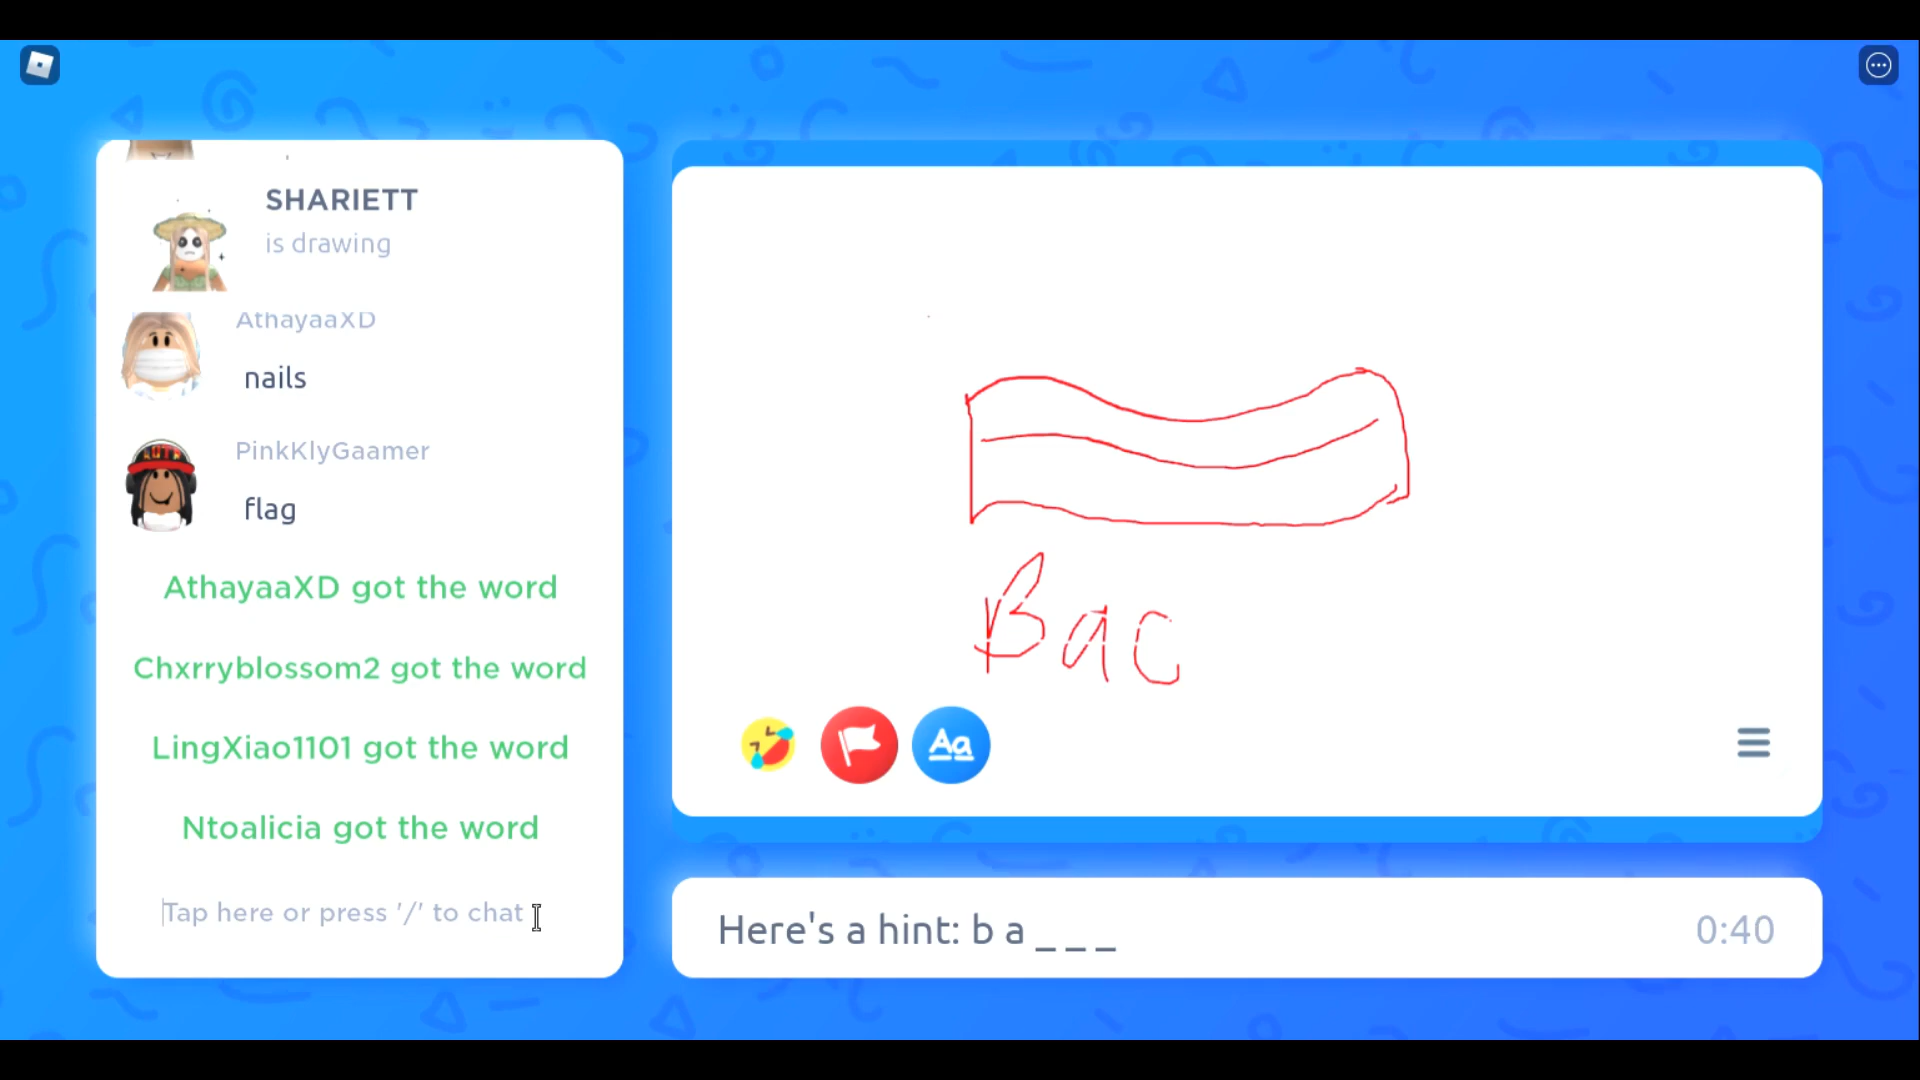 SHARIETT
is drawing
AthayaaXD
nails
PinkKlyGaamer
flag
AthayaaXD got the word
Chxrryblossom2 got the word
LingXiao1101 got the word
Ntoalicia got the word
Tap here or press '/' to chat
Bac
Aa
Here's a hint: b a _ _ _
0:40